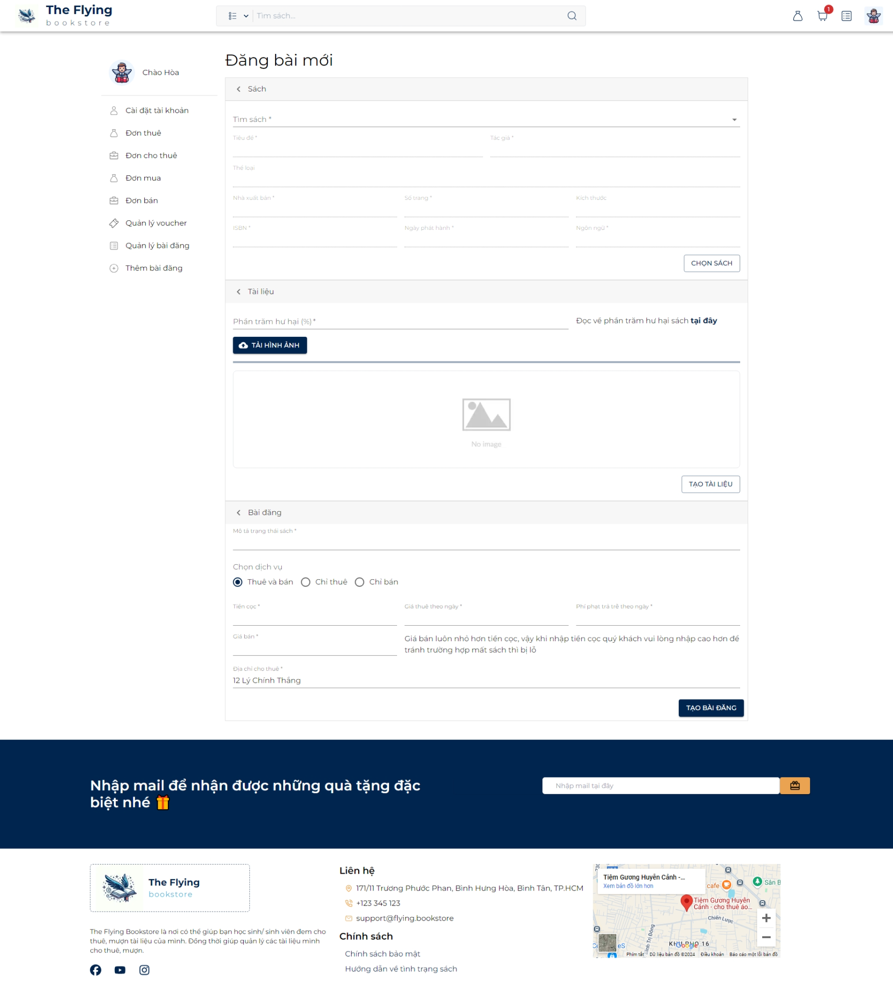 The Flying
bookstore
Tìm sách...
1
Đăng bài mới
Chào Hòa
Cài đặt tài khoản
Đơn thuê
Đơn cho thuê
Đơn mua
Đơn bán
Quản lý voucher
Quản lý bài đăng
Thêm bài đăng
Sách
Tìm sách *
Tiêu đề *
Tác giả *
Thể loại
Nhà xuất bản *
Số trang *
Kích thước
ISBN *
Ngày phát hành *
Ngôn ngữ *
CHỌN SÁCH
Tài liệu
Phần trăm hư hại (%) *
Đọc về phần trăm hư hại sách tại đây
TẢI HÌNH ẢNH
No image
TẠO TÀI LIỆU
Bài đăng
Mô tả trạng thái sách *
Chọn dịch vụ
Thuê và bán
Chỉ thuê
Chỉ bán
Tiền cọc *
Giá thuê theo ngày *
Phí phạt trả trễ theo ngày *
Giá bán *
Giá bán luôn nhỏ hơn tiền cọc, vậy khi nhập tiền cọc quý khách vui lòng nhập cao hơn để
tránh trường hợp mất sách thì bị lỗ
Địa chỉ cho thuê *
12 Lý Chính Thắng
TẠO BÀI ĐĂNG
Nhập mail để nhận được những quà tặng đặc
biệt nhé
Nhập mail tại đây
The Flying
bookstore
The Flying Bookstore là nơi có thể giúp bạn học sinh/ sinh viên đem cho
thuê, mượn tài liệu của mình. Đồng thời giúp quản lý các tài liệu mình
cho thuê, mượn.
Liên hệ
171/11 Trương Phước Phan, Bình Hưng Hòa, Bình Tân, TP.HCM
+123 345 123
support@flying.bookstore
Chính sách
Chính sách bảo mật
Hướng dẫn về tình trạng sách
Tiệm Gương Huyền Cảnh -...
Xem bản đồ lớn hơn
cafe
Sân B
Tiệm Gương Huyền
Cảnh - cho thuê áo...
Chiến Lược
KHU PHO 16
Google
Phím tắt
Dữ liệu bản đồ ©2024
Điều khoản
Báo cáo một lỗi bản đồ